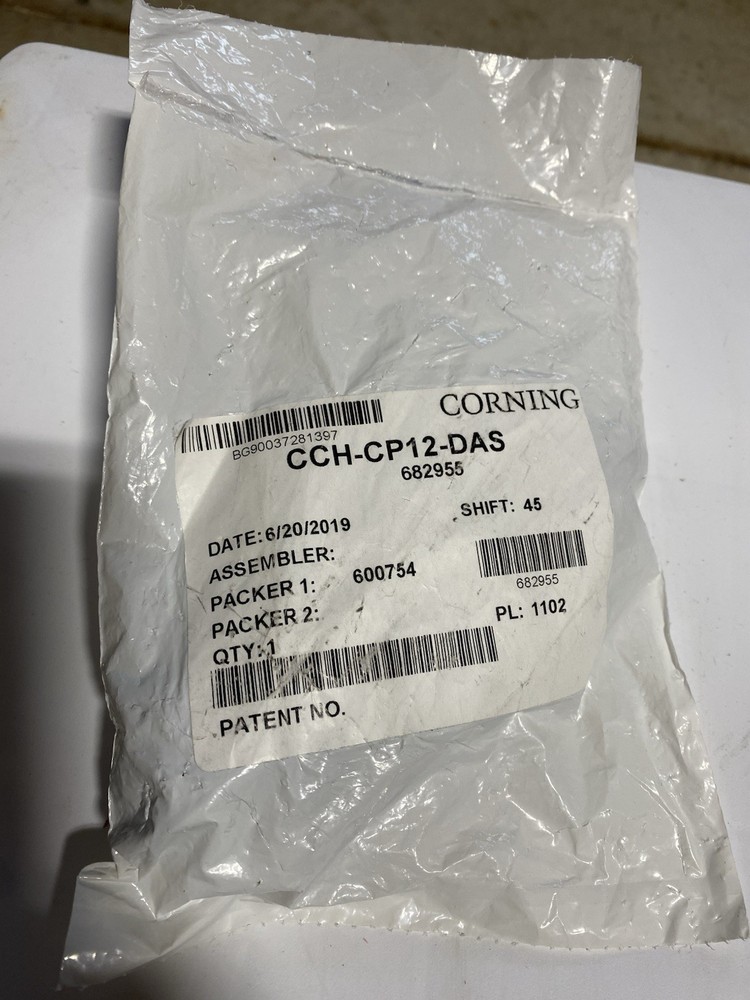 CORNING
BG90037281397
CCH-CP12-DAS
682955
DATE: 6/20/2019
SHIFT: 45
ASSEMBLER:
PACKER 1: 600754
682955
PACKER 2:
PL: 1102
QTY: 1
PATENT NO.